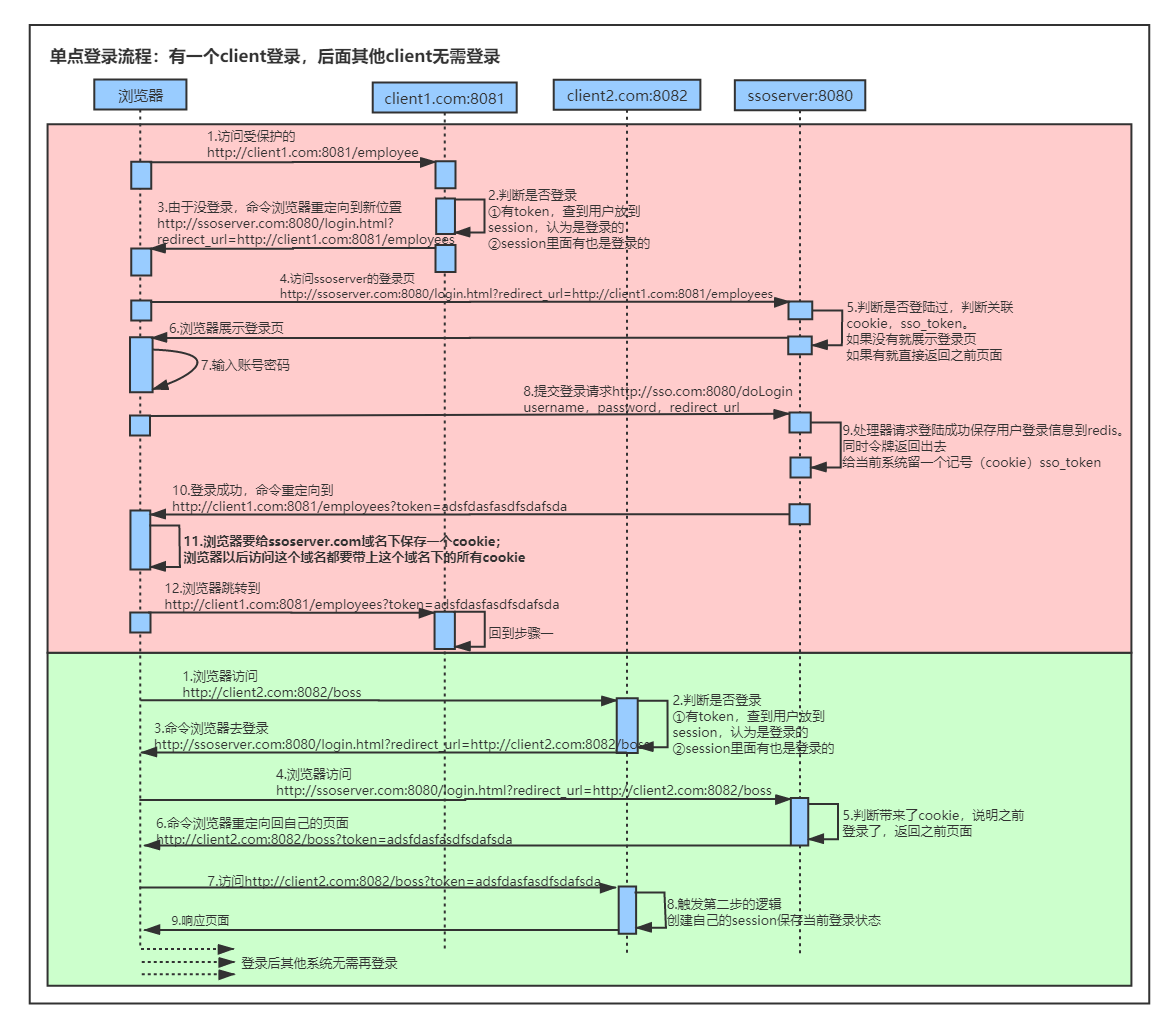 单点登录流程：有一个client登录，后面其他client无需登录
浏览器
client1.com:8081
client2.com:8082
ssoserver:8080
1.访问受保护的
http://client1.com:8081/employee
2.判断是否登录
①有token，查到用户放到
session，认为是登录的
②session里面有也是登录的
3.由于没登录，命令浏览器重定向到新位置
http://ssoserver.com:8080/login.html?
redirect_url=http://client1.com:8081/employees
4.访问ssoserver的登录页
http://ssoserver.com:8080/login.html?redirect_url=http://client1.com:8081/employees
5.判断是否登陆过，判断关联
cookie，sso_token。
如果没有就展示登录页
如果有就直接返回之前页面
6.浏览器展示登录页
7.输入账号密码
8.提交登录请求http://sso.com:8080/doLogin
username，password，redirect_url
9.处理器请求登陆成功保存用户登录信息到redis。
同时令牌返回出去
给当前系统留一个记号（cookie）sso_token
10.登录成功，命令重定向到
http://client1.com:8081/employees?token=adsfdasfasdfsdafsda
11.浏览器要给ssoserver.com域名下保存一个cookie；
浏览器以后访问这个域名都要带上这个域名下的所有cookie
12.浏览器跳转到
http://client1.com:8081/employees?token=adsfdasfasdfsdafsda
回到步骤一
1.浏览器访问
http://client2.com:8082/boss
2.判断是否登录
①有token，查到用户放到
session，认为是登录的
②session里面有也是登录的
3.命令浏览器去登录
http://ssoserver.com:8080/login.html?redirect_url=http://client2.com:8082/boss
4.浏览器访问
http://ssoserver.com:8080/login.html?redirect_url=http://client2.com:8082/boss
5.判断带来了cookie，说明之前
登录了，返回之前页面
6.命令浏览器重定向回自己的页面
http://client2.com:8082/boss?token=adsfdasfasdfsdafsda
7.访问http://client2.com:8082/boss?token=adsfdasfasdfsdafsda
8.触发第二步的逻辑
创建自己的session保存当前登录状态
9.响应页面
登录后其他系统无需再登录